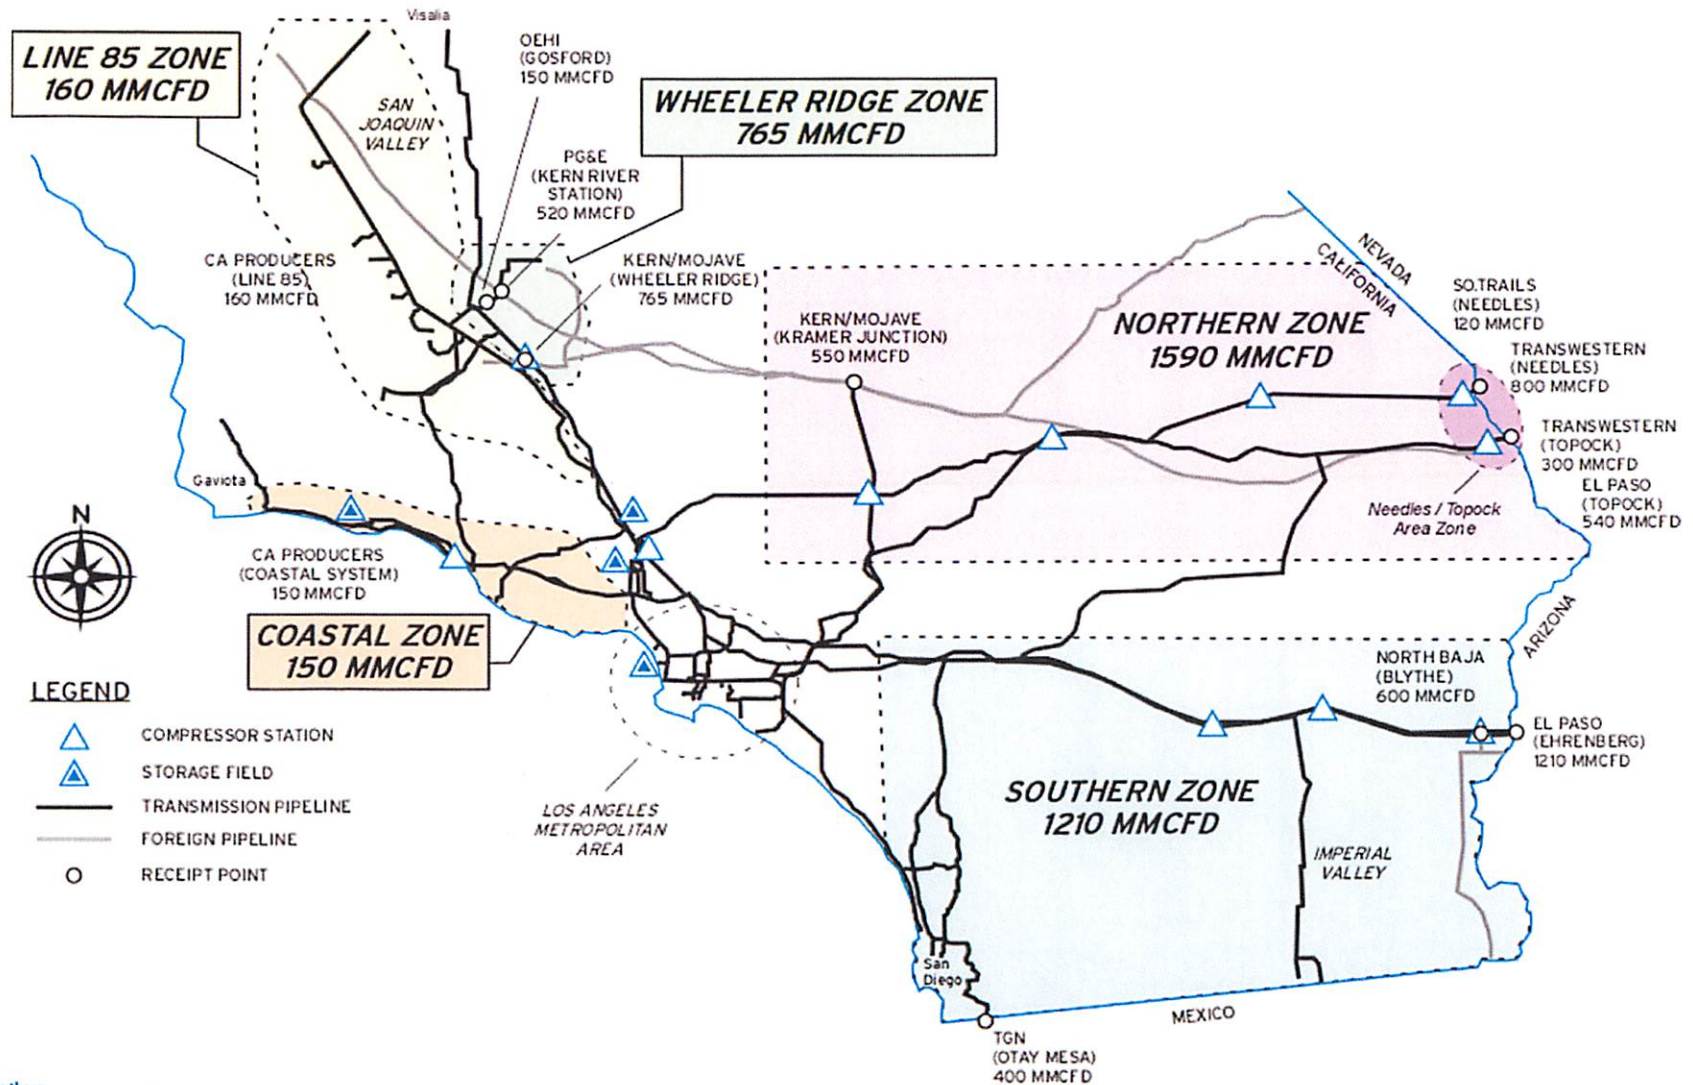 Visalia
LINE 85 ZONE
160 MMCFD
OEHI
(GOSFORD)
150 MMCFD
SAN
JOAQUIN
VALLEY
WHEELER RIDGE ZONE
765 MMCFD
PG&E
(KERN RIVER
STATION)
520 MMCFD
CA PRODUCERS
(LINE 85)
160 MMCFD
KERN/MOJAVE
(WHEELER RIDGE)
765 MMCFD
NEVADA
CALIFORNIA
KERN/MOJAVE
(KRAMER JUNCTION)
550 MMCFD
NORTHERN ZONE
1590 MMCFD
SO.TRAILS
(NEEDLES)
120 MMCFD
TRANSWESTERN
(NEEDLES)
800 MMCFD
TRANSWESTERN
(TOPOCK)
300 MMCFD
EL PASO
(TOPOCK)
540 MMCFD
Needles / Topock
Area Zone
Gaviota
N
CA PRODUCERS
(COASTAL SYSTEM)
150 MMCFD
COASTAL ZONE
150 MMCFD
ARIZONA
NORTH BAJA
(BLYTHE)
600 MMCFD
EL PASO
(EHRENBERG)
1210 MMCFD
LEGEND
COMPRESSOR STATION
STORAGE FIELD
TRANSMISSION PIPELINE
FOREIGN PIPELINE
RECEIPT POINT
LOS ANGELES
METROPOLITAN
AREA
SOUTHERN ZONE
1210 MMCFD
IMPERIAL
VALLEY
San
Diego
MEXICO
TGN
(OTAY MESA)
400 MMCFD